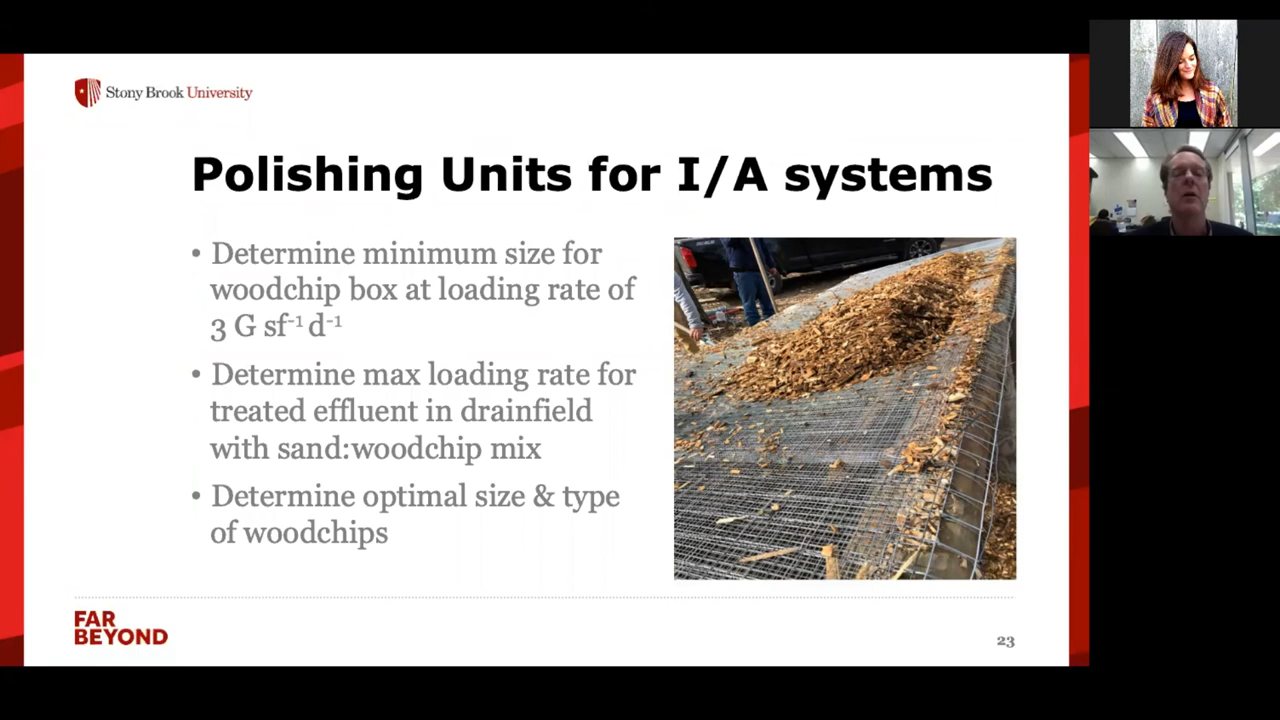 Stony Brook University
Polishing Units for I/A systems
• Determine minimum size for
woodchip box at loading rate of
3 G sf⁻¹ d⁻¹
• Determine max loading rate for
treated effluent in drainfield
with sand:woodchip mix
• Determine optimal size & type
of woodchips
FAR
BEYOND
23